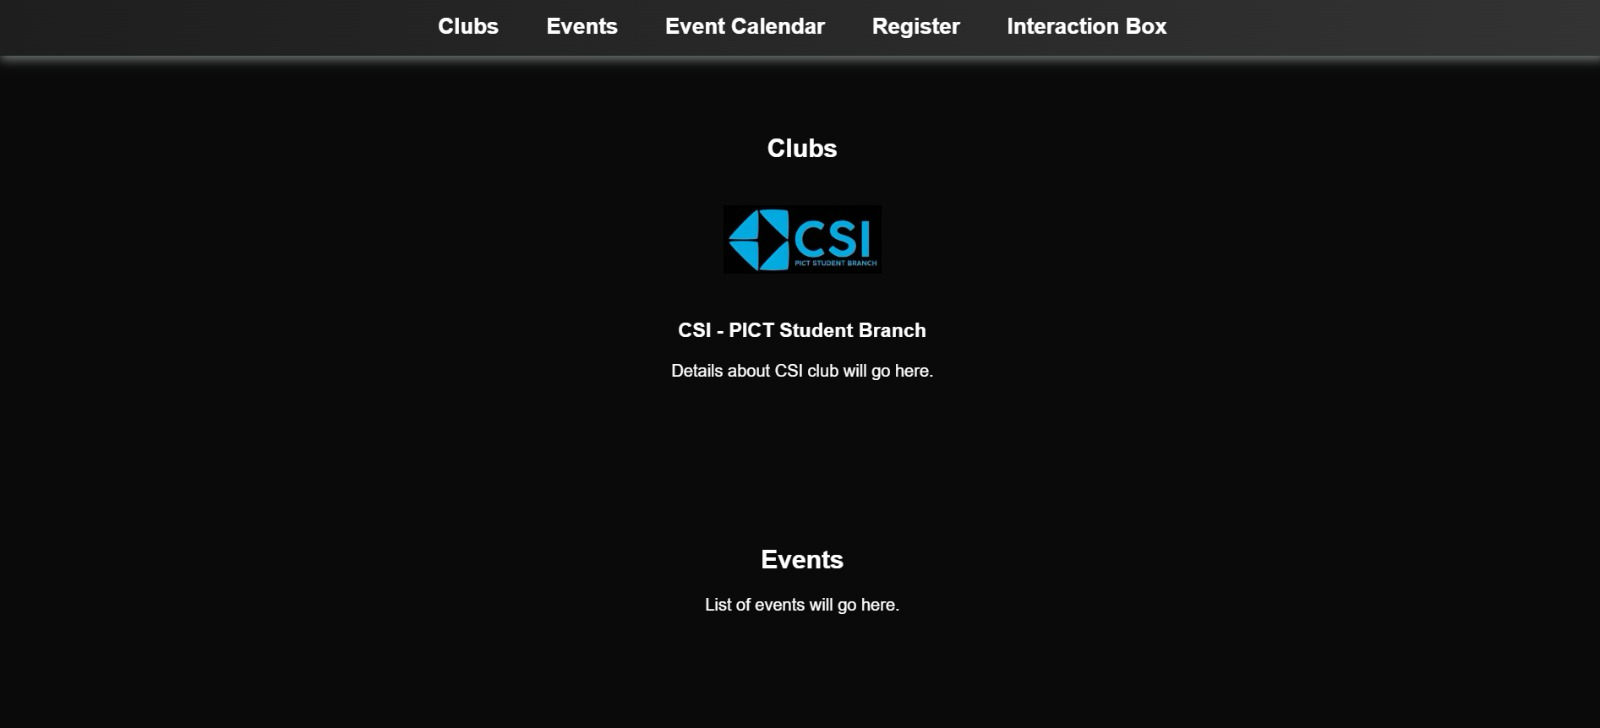 Clubs Events Event Calendar Register Interaction Box
Clubs
CSI
PICT STUDENT BRANCH
CSI - PICT Student Branch
Details about CSI club will go here.
Events
List of events will go here.